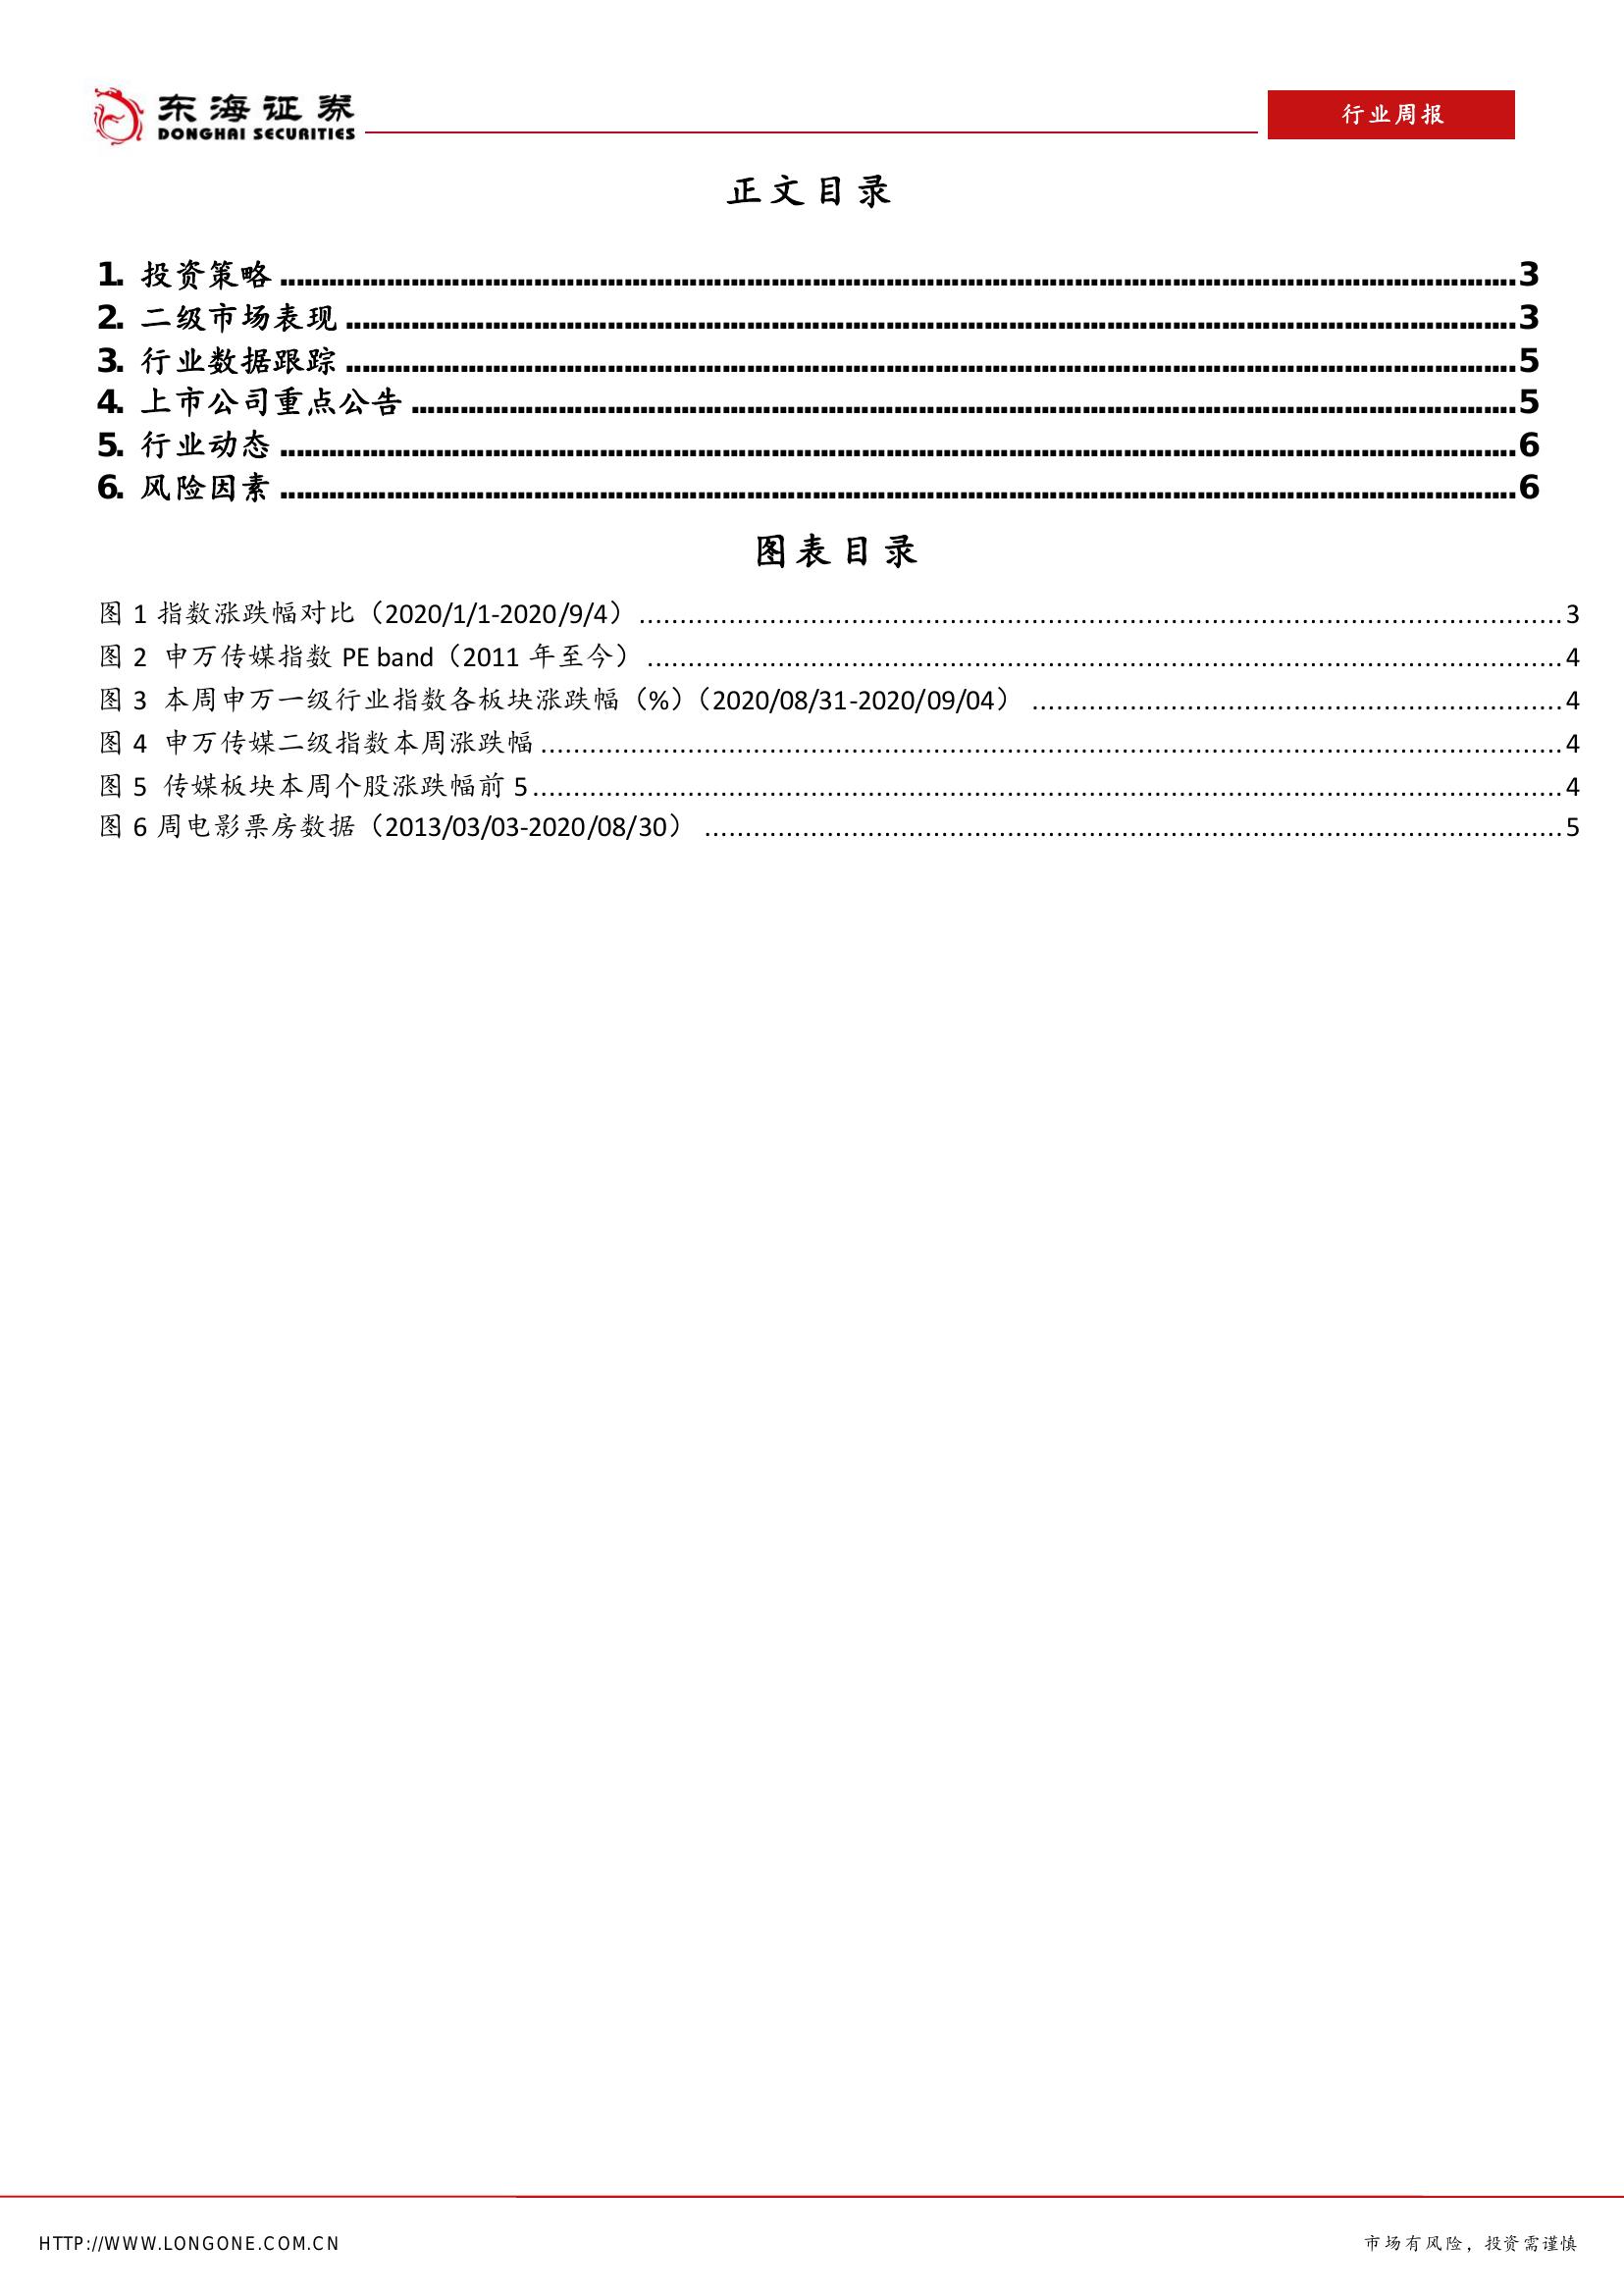 东海证券
DONGHAI SECURITIES
行业周报
正文目录
1. 投资策略 ........................ 3
2. 二级市场表现 ........................ 3
3. 行业数据跟踪 ........................ 5
4. 上市公司重点公告 ........................ 5
5. 行业动态 ........................ 6
6. 风险因素 ........................ 6
图表目录
图 1 指数涨跌幅对比（2020/1/1-2020/9/4） ........................ 3
图 2 申万传媒指数 PE band（2011 年至今） ........................ 4
图 3 本周申万一级行业指数各板块涨跌幅（%）（2020/08/31-2020/09/04） ........................ 4
图 4 申万传媒二级指数本周涨跌幅 ........................ 4
图 5 传媒板块本周个股涨跌幅前 5 ........................ 4
图 6 周电影票房数据（2013/03/03-2020/08/30） ........................ 5
HTTP://WWW.LONGONE.COM.CN
市场有风险，投资需谨慎